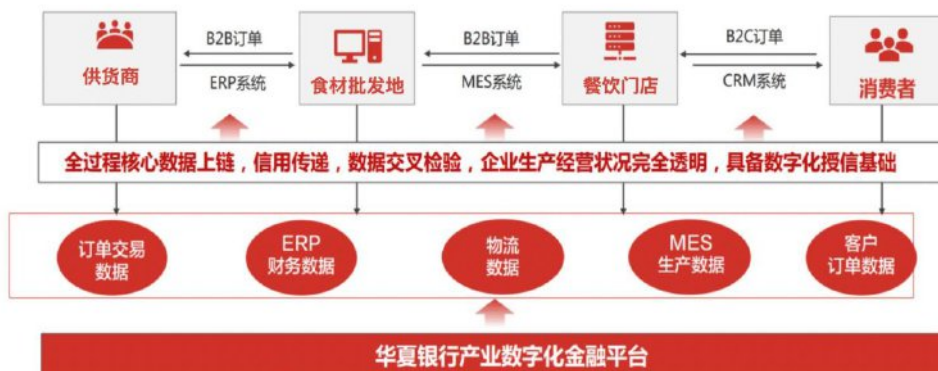 B2B订单
B2B订单
B2C订单
供货商
ERP系统
食材批发地
MES系统
餐饮门店
CRM系统
消费者
全过程核心数据上链，信用传递，数据交叉检验，企业生产经营状况完全透明，具备数字化授信基础
订单交易
数据
ERP
财务数据
物流
数据
MES
生产数据
客户
订单数据
华夏银行产业数字化金融平台